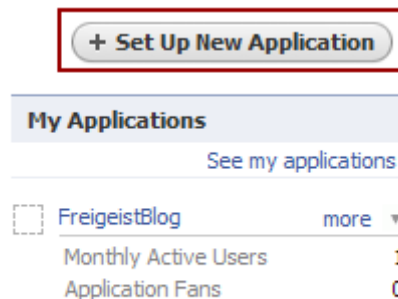 + Set Up New Application
My Applications
See my applications
FreigeistBlog more
Monthly Active Users
Application Fans